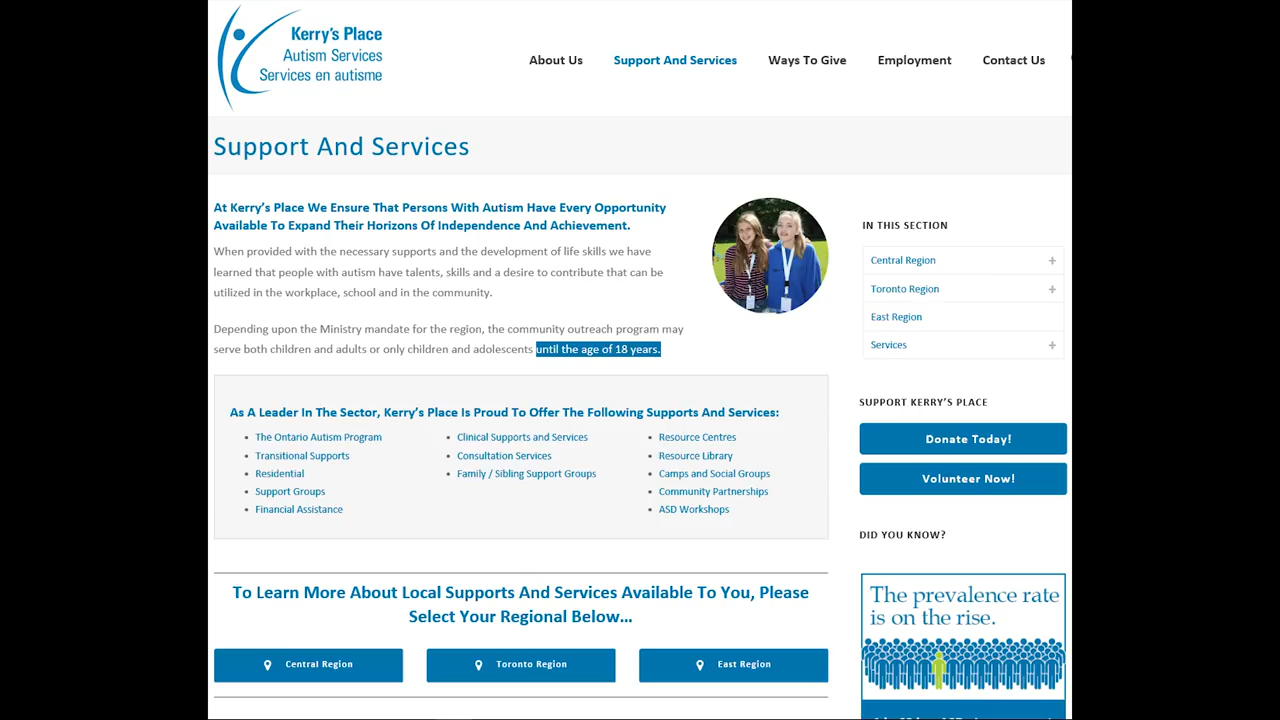 Kerry's Place
Autism Services
Services en autisme
About Us
Support And Services
Ways To Give
Employment
Contact Us
Support And Services
At Kerry's Place We Ensure That Persons With Autism Have Every Opportunity
Available To Expand Their Horizons Of Independence And Achievement.
When provided with the necessary supports and the development of life skills we have
learned that people with autism have talents, skills and a desire to contribute that can be
utilized in the workplace, school and in the community.
Depending upon the Ministry mandate for the region, the community outreach program may
serve both children and adults or only children and adolescents until the age of 18 years.
As A Leader In The Sector, Kerry's Place Is Proud To Offer The Following Supports And Services:
The Ontario Autism Program
Transitional Supports
Residential
Support Groups
Financial Assistance
Clinical Supports and Services
Consultation Services
Family / Sibling Support Groups
Resource Centres
Resource Library
Camps and Social Groups
Community Partnerships
ASD Workshops
To Learn More About Local Supports And Services Available To You, Please
Select Your Regional Below...
Central Region
Toronto Region
East Region
IN THIS SECTION
Central Region
Toronto Region
East Region
Services
SUPPORT KERRY'S PLACE
Donate Today!
Volunteer Now!
DID YOU KNOW?
The prevalence rate
is on the rise.